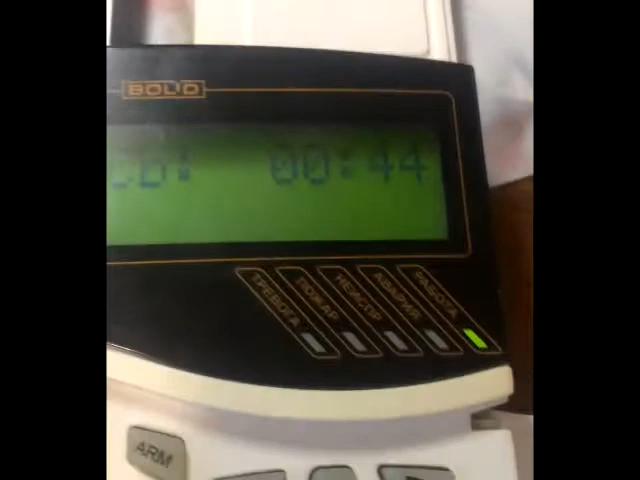 BOLID
00:44
ТРЕВОГА
ПОЖАР
НЕИСПР
АВАРИЯ
РАБОТА
ARM